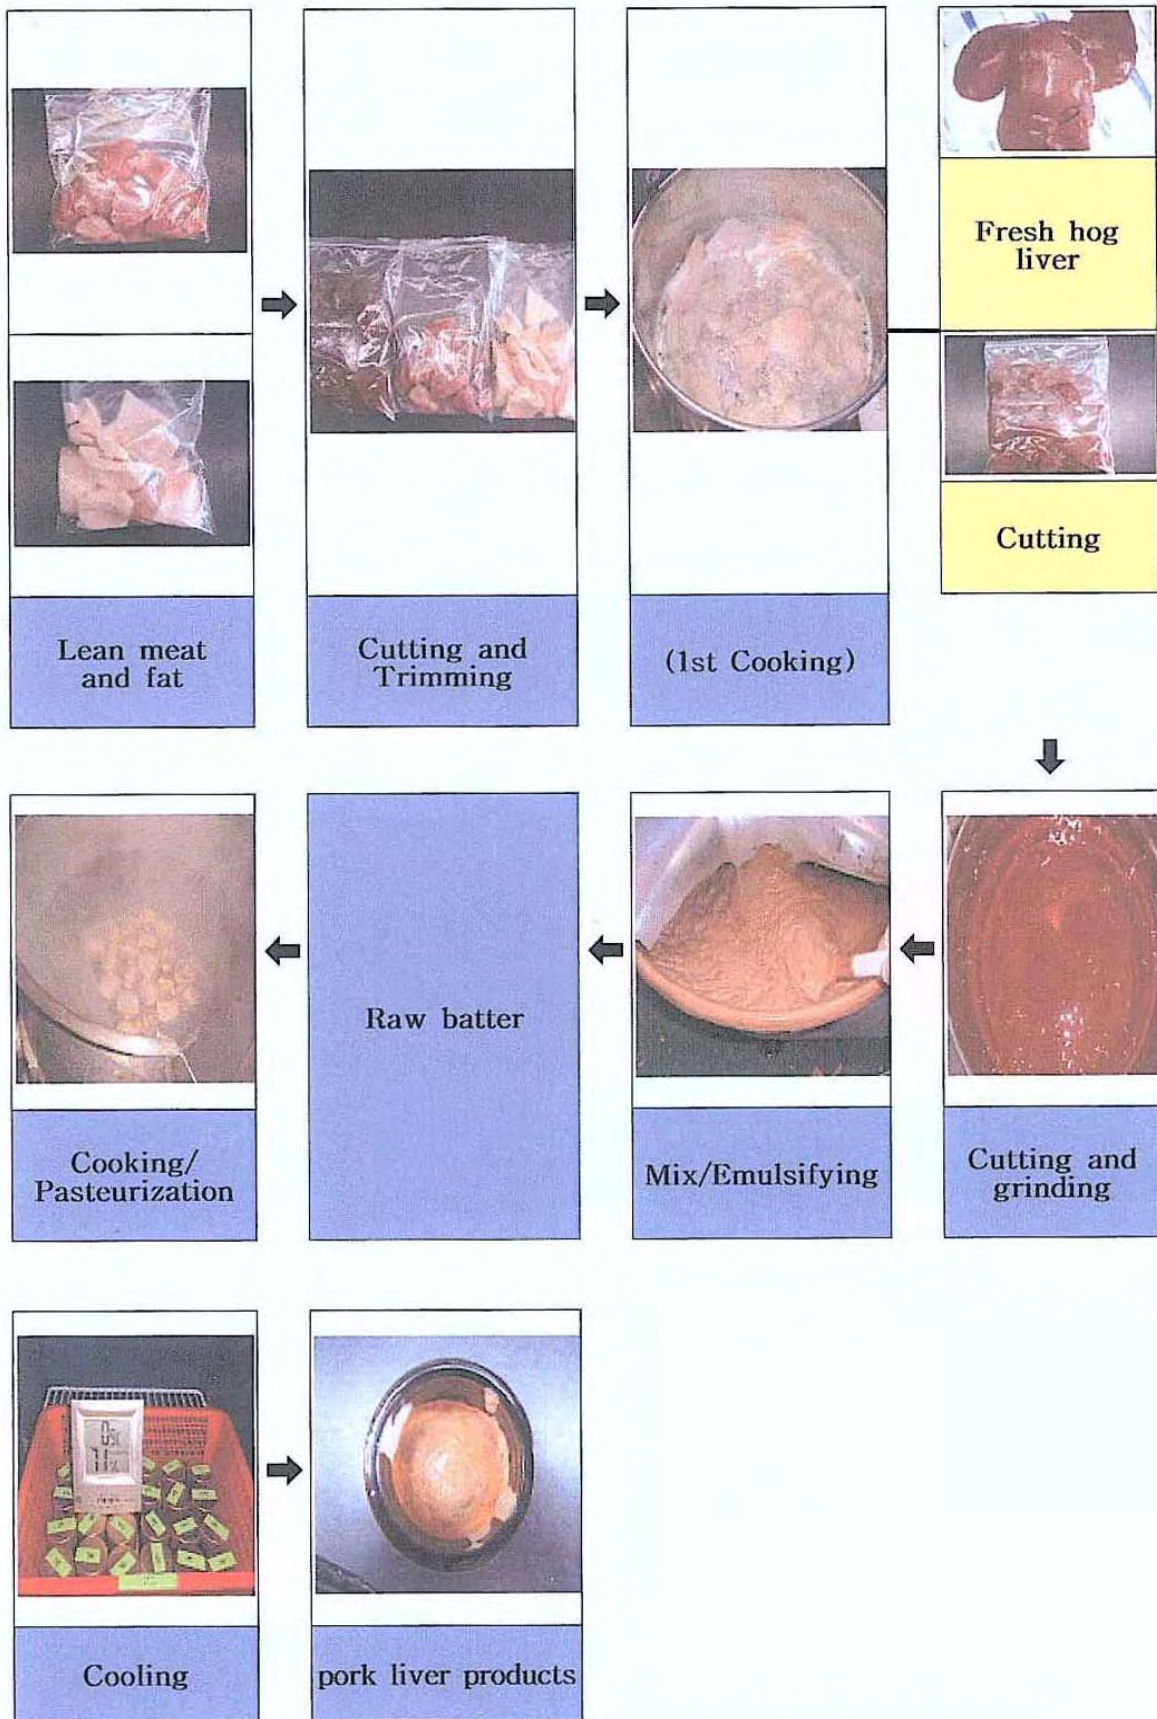 Fresh hog
liver
Cutting
Lean meat
and fat
Cutting and
Trimming
(1st Cooking)
Cooking/
Pasteurization
Raw batter
Mix/Emulsifying
Cutting and
grinding
Cooling
pork liver products